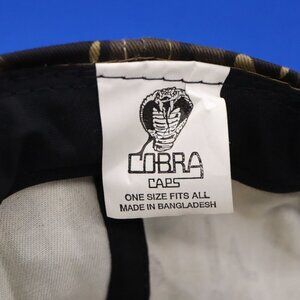 COBRA
CAPS
ONE SIZE FITS ALL
MADE IN BANGLADESH